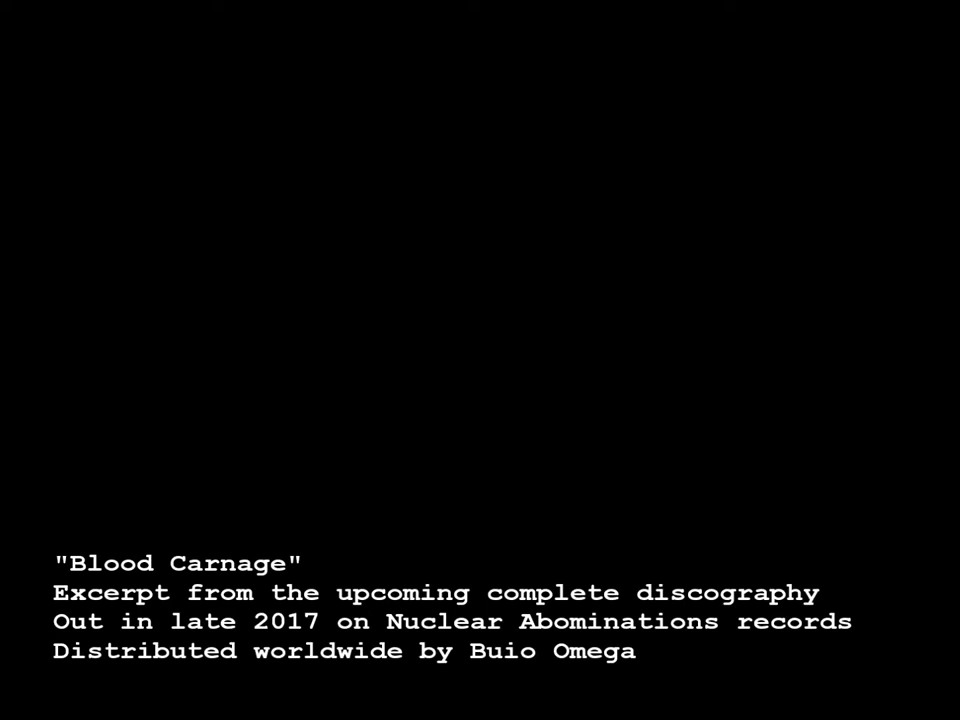 "Blood Carnage"
Excerpt from the upcoming complete discography
Out in late 2017 on Nuclear Abominations records
Distributed worldwide by Buio Omega